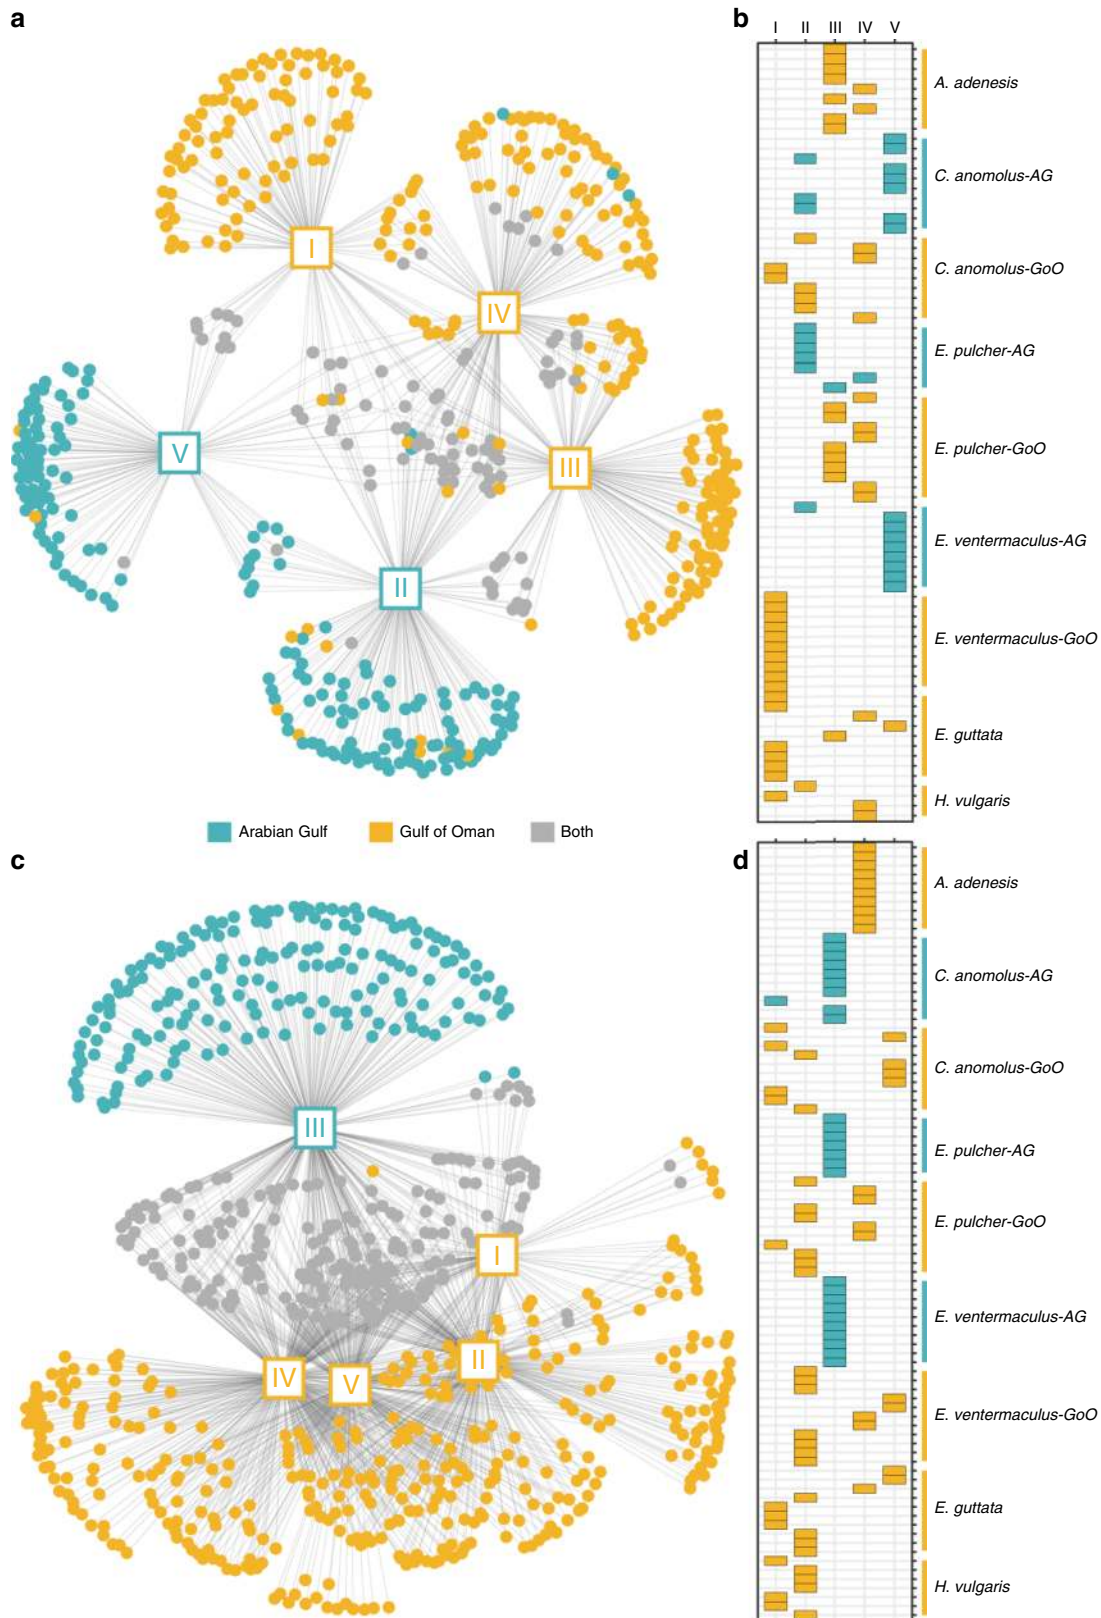 a
b
I II III IV V
I
IV
V
III
II
A. adenesis
C. anomolus-AG
C. anomolus-GoO
E. pulcher-AG
E. pulcher-GoO
E. ventermaculus-AG
E. ventermaculus-GoO
E. guttata
H. vulgaris
Arabian Gulf Gulf of Oman Both
c
d
III
I
II
IV
V
A. adenesis
C. anomolus-AG
C. anomolus-GoO
E. pulcher-AG
E. pulcher-GoO
E. ventermaculus-AG
E. ventermaculus-GoO
E. guttata
H. vulgaris